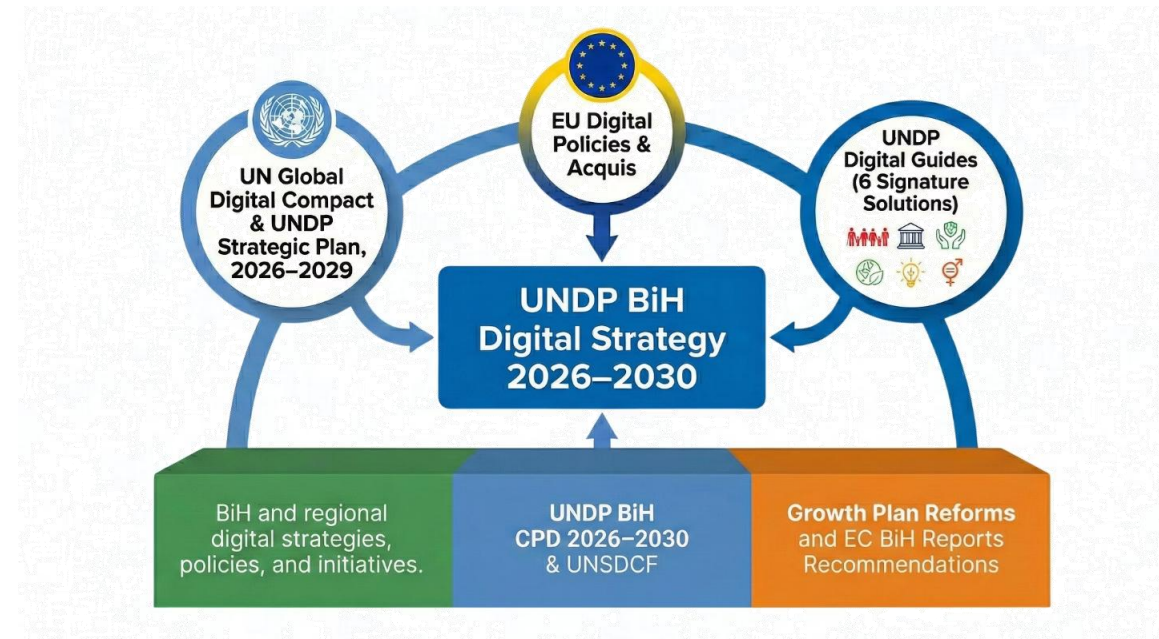 UN Global
Digital Compact
& UNDP
Strategic Plan,
2026–2029
EU Digital
Policies &
Acquis
UNDP
Digital Guides
(6 Signature
Solutions)
UNDP BiH
Digital Strategy
2026–2030
BiH and regional
digital strategies,
policies, and initiatives.
UNDP BiH
CPD 2026–2030
& UNSDCF
Growth Plan Reforms
and EC BiH Reports
Recommendations